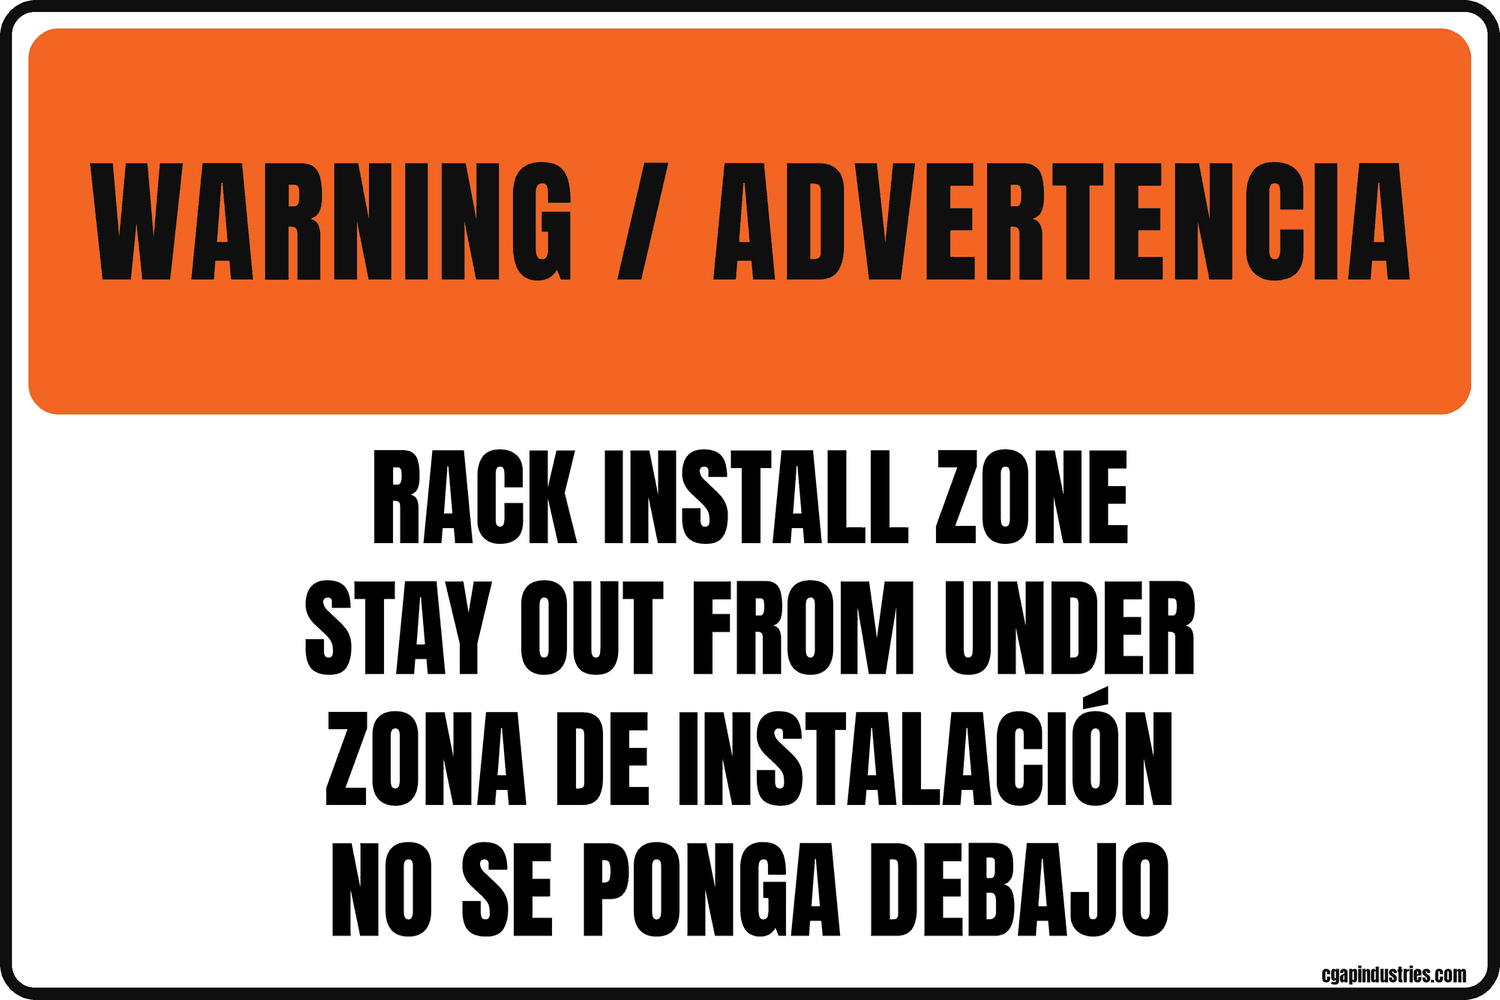 WARNING / ADVERTENCIA
RACK INSTALL ZONE
STAY OUT FROM UNDER
ZONA DE INSTALACIÓN
NO SE PONGA DEBAJO
cgapindustries.com